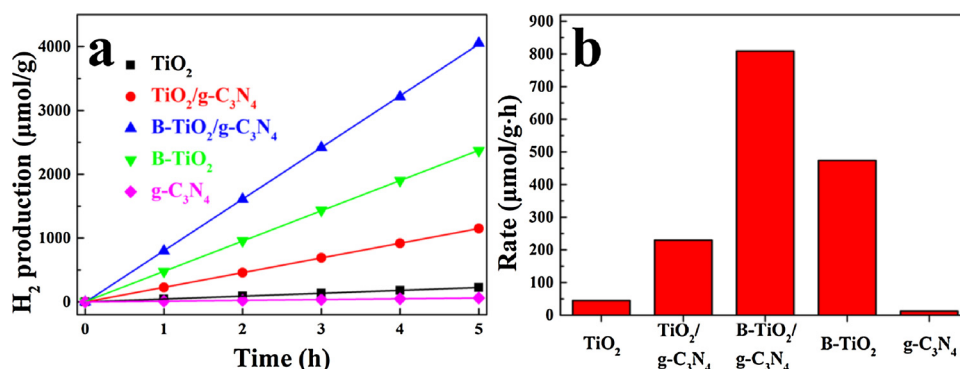 a
H₂ production (μmol/g)
4000
3000
2000
1000
0
TiO₂
TiO₂/g-C₃N₄
B-TiO₂/g-C₃N₄
B-TiO₂
g-C₃N₄
0 1 2 3 4 5
Time (h)
b
Rate (μmol/g·h)
900
800
700
600
500
400
300
200
100
0
TiO₂ TiO₂/ B-TiO₂/ B-TiO₂ g-C₃N₄
g-C₃N₄ g-C₃N₄